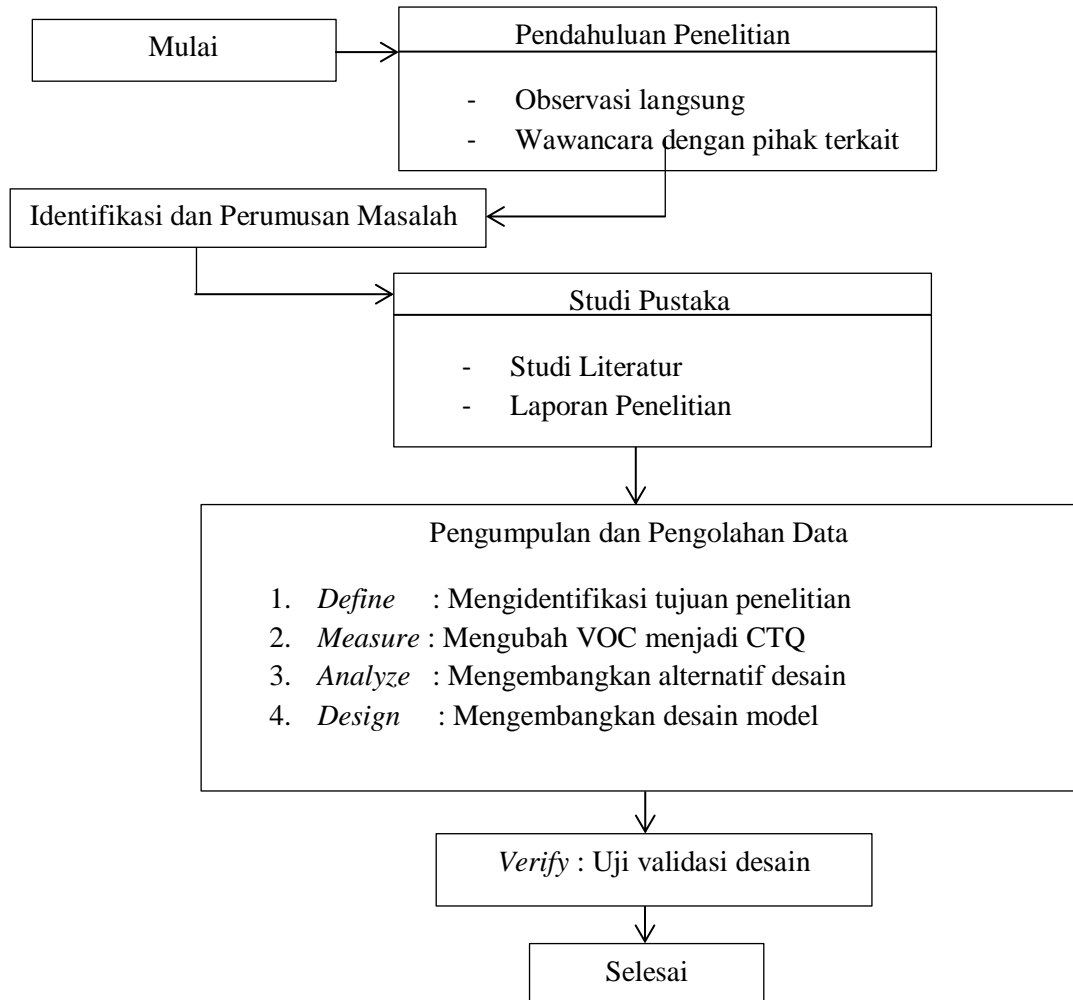 Mulai
Pendahuluan Penelitian
- Observasi langsung
- Wawancara dengan pihak terkait
Identifikasi dan Perumusan Masalah
Studi Pustaka
- Studi Literatur
- Laporan Penelitian
Pengumpulan dan Pengolahan Data
1. Define : Mengidentifikasi tujuan penelitian
2. Measure : Mengubah VOC menjadi CTQ
3. Analyze : Mengembangkan alternatif desain
4. Design : Mengembangkan desain model
Verify : Uji validasi desain
Selesai